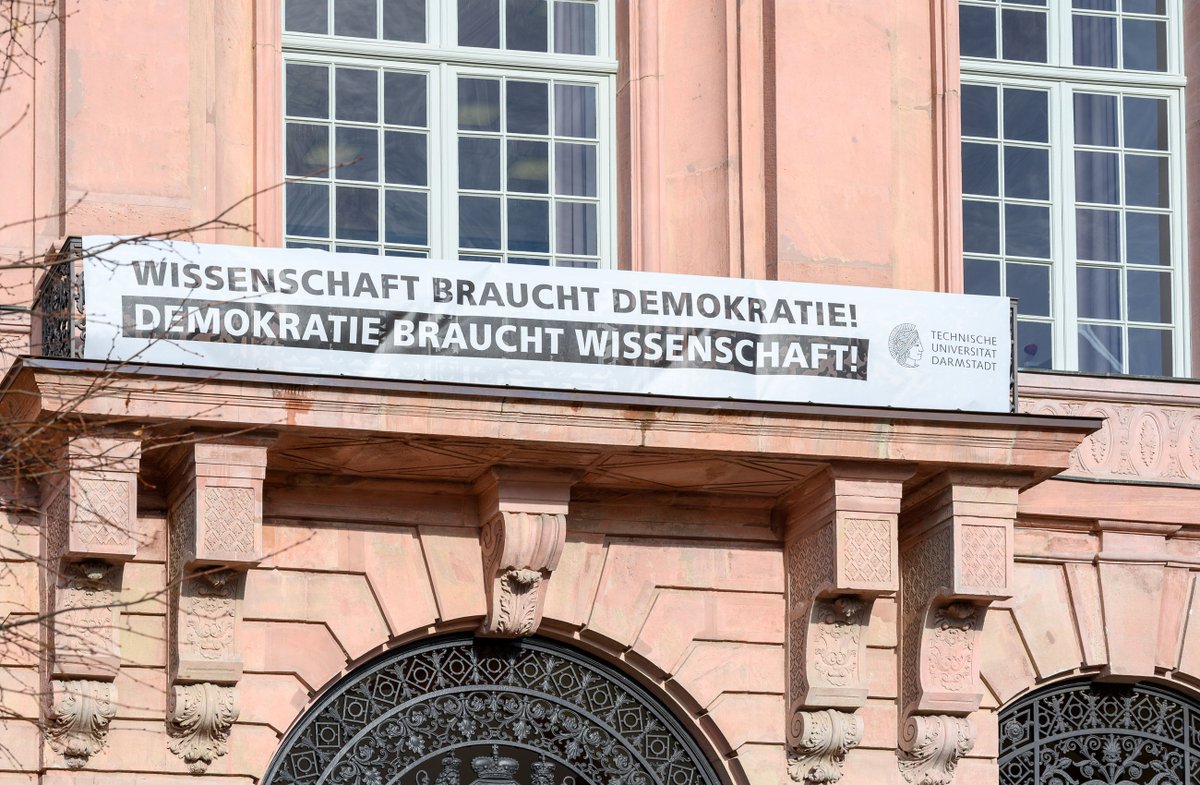 WISSENSCHAFT BRAUCHT DEMOKRATIE!
DEMOKRATIE BRAUCHT WISSENSCHAFT!
TECHNISCHE
UNIVERSITÄT
DARMSTADT